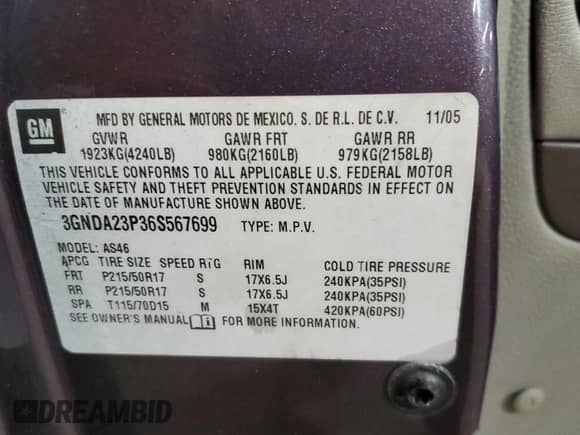 GM
MFD BY GENERAL MOTORS DE MEXICO, S. DE R.L. DE C.V. 11/05
GVWR GAWR FRT GAWR RR
1923KG(4240LB) 980KG(2160LB) 979KG(2158LB)
THIS VEHICLE CONFORMS TO ALL APPLICABLE U.S. FEDERAL MOTOR
VEHICLE SAFETY AND THEFT PREVENTION STANDARDS IN EFFECT ON
THE DATE OF MANUFACTURE SHOWN ABOVE.
3GNDA23P36S567699 TYPE: M.P.V.
MODEL: AS46
APCG TIRE SIZE SPEED RTG RIM COLD TIRE PRESSURE
FRT P215/50R17 S 17X6.5J 240KPA(35PSI)
RR P215/50R17 S 17X6.5J 240KPA(35PSI)
SPA T115/70D15 M 15X4T 420KPA(60PSI)
SEE OWNER'S MANUAL FOR MORE INFORMATION.
DREAMBID